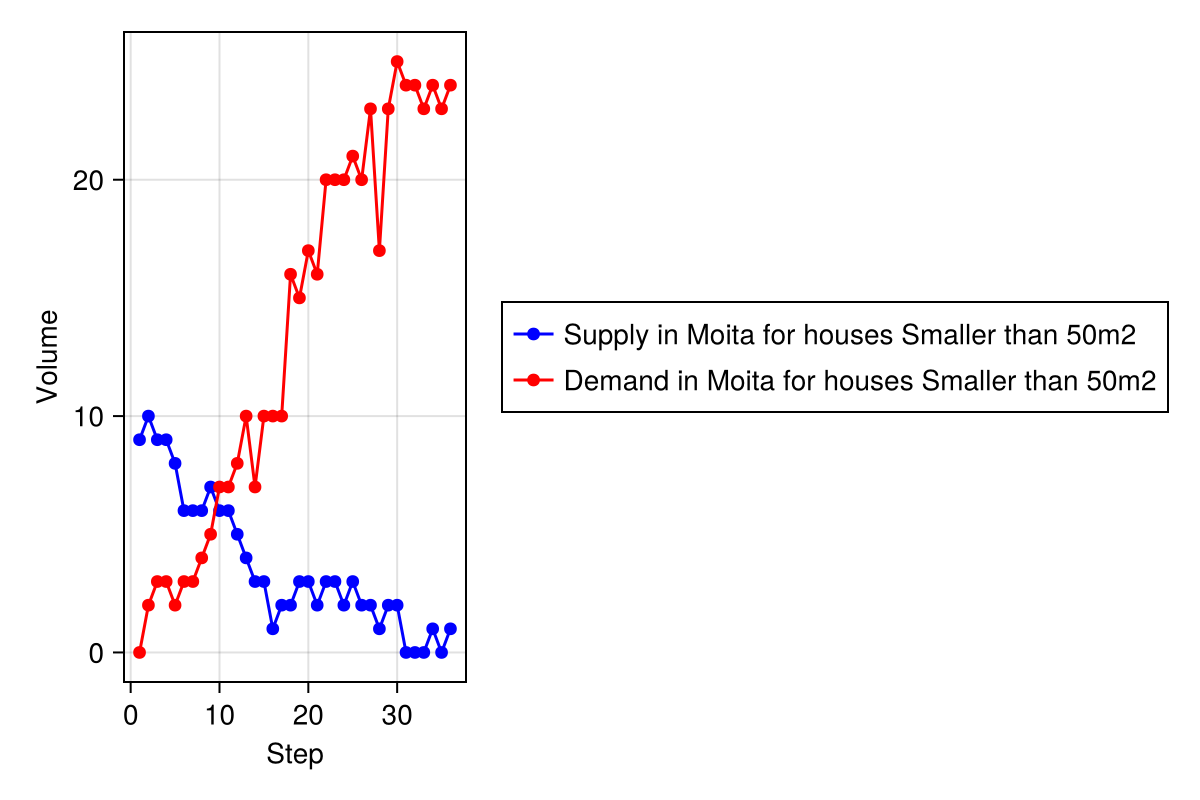 20
10
0
Volume
0 10 20 30
Step
Supply in Moita for houses Smaller than 50m2
Demand in Moita for houses Smaller than 50m2